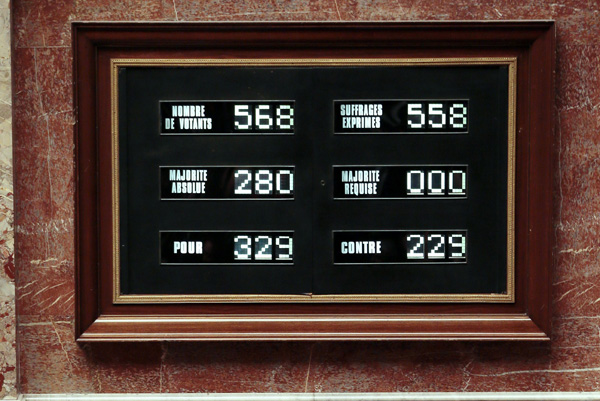 NOMBRE
DE VOTANTS
568
SUFFRAGES
EXPRIMES
558
MAJORITE
ABSOLUE
280
MAJORITE
REQUISE
000
POUR
329
CONTRE
229